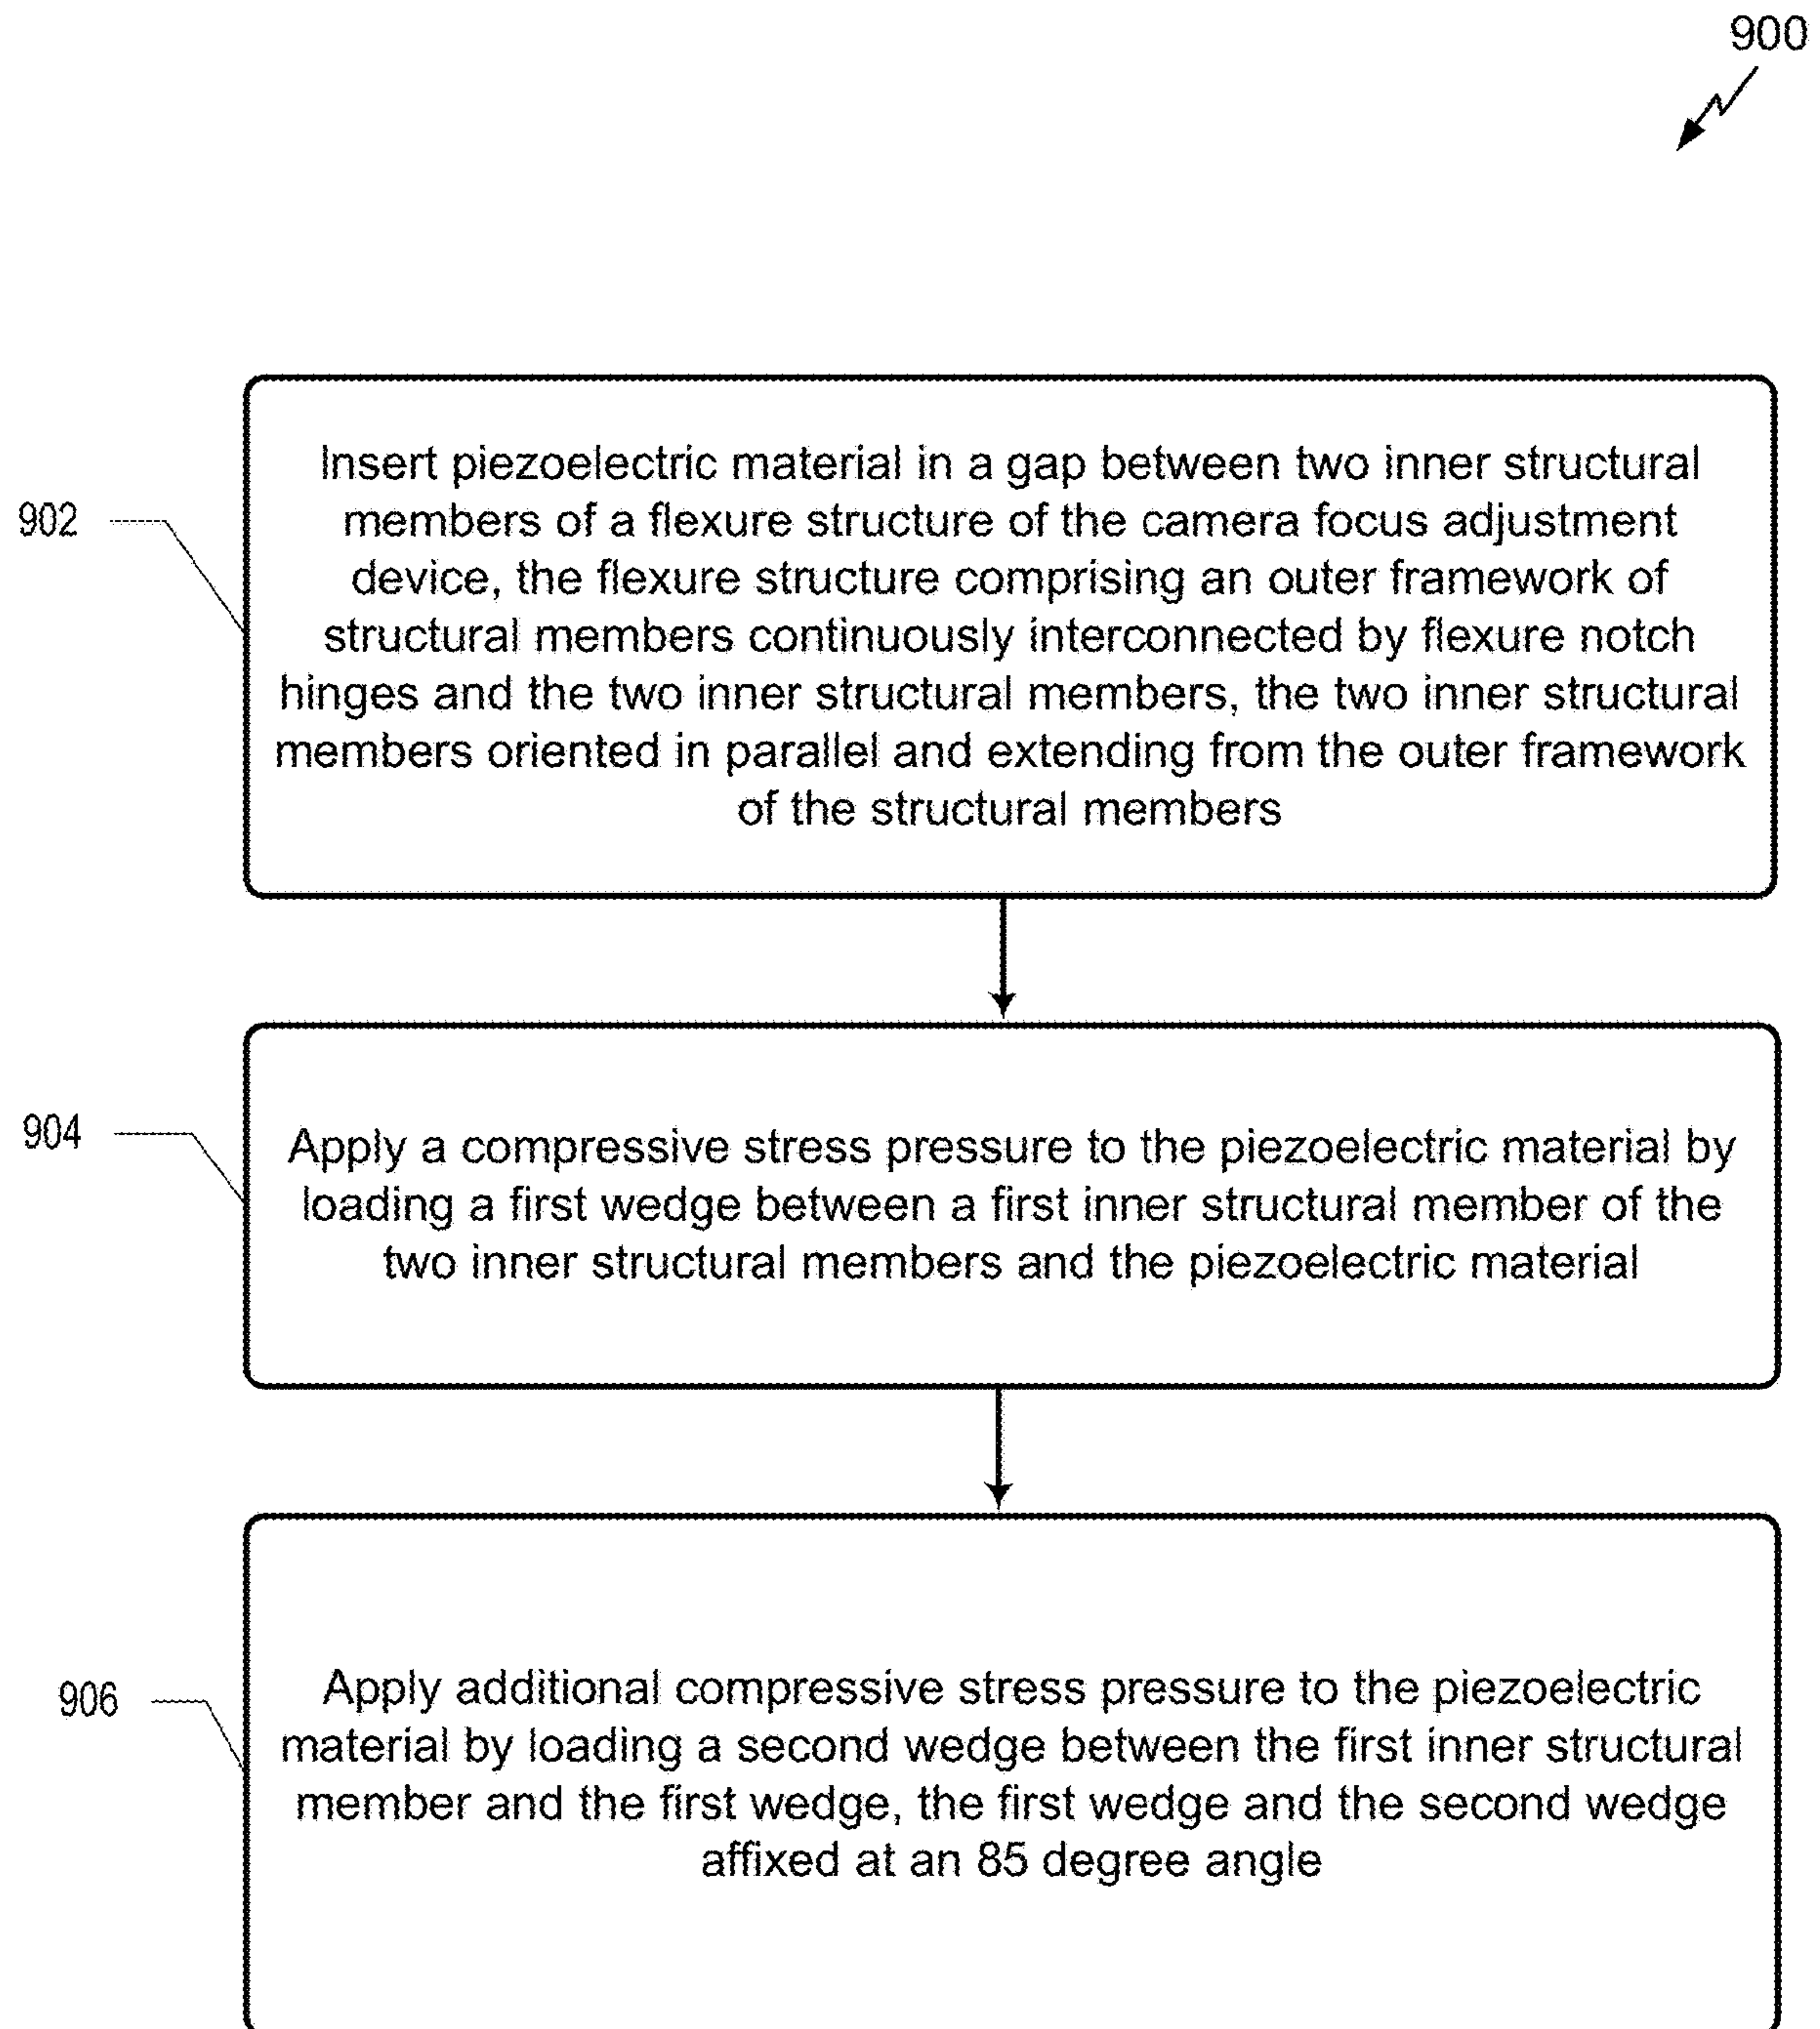 900
902
Insert piezoelectric material in a gap between two inner structural
members of a flexure structure of the camera focus adjustment
device, the flexure structure comprising an outer framework of
structural members continuously interconnected by flexure notch
hinges and the two inner structural members, the two inner structural
members oriented in parallel and extending from the outer framework
of the structural members
904
Apply a compressive stress pressure to the piezoelectric material by
loading a first wedge between a first inner structural member of the
two inner structural members and the piezoelectric material
906
Apply additional compressive stress pressure to the piezoelectric
material by loading a second wedge between the first inner structural
member and the first wedge, the first wedge and the second wedge
affixed at an 85 degree angle